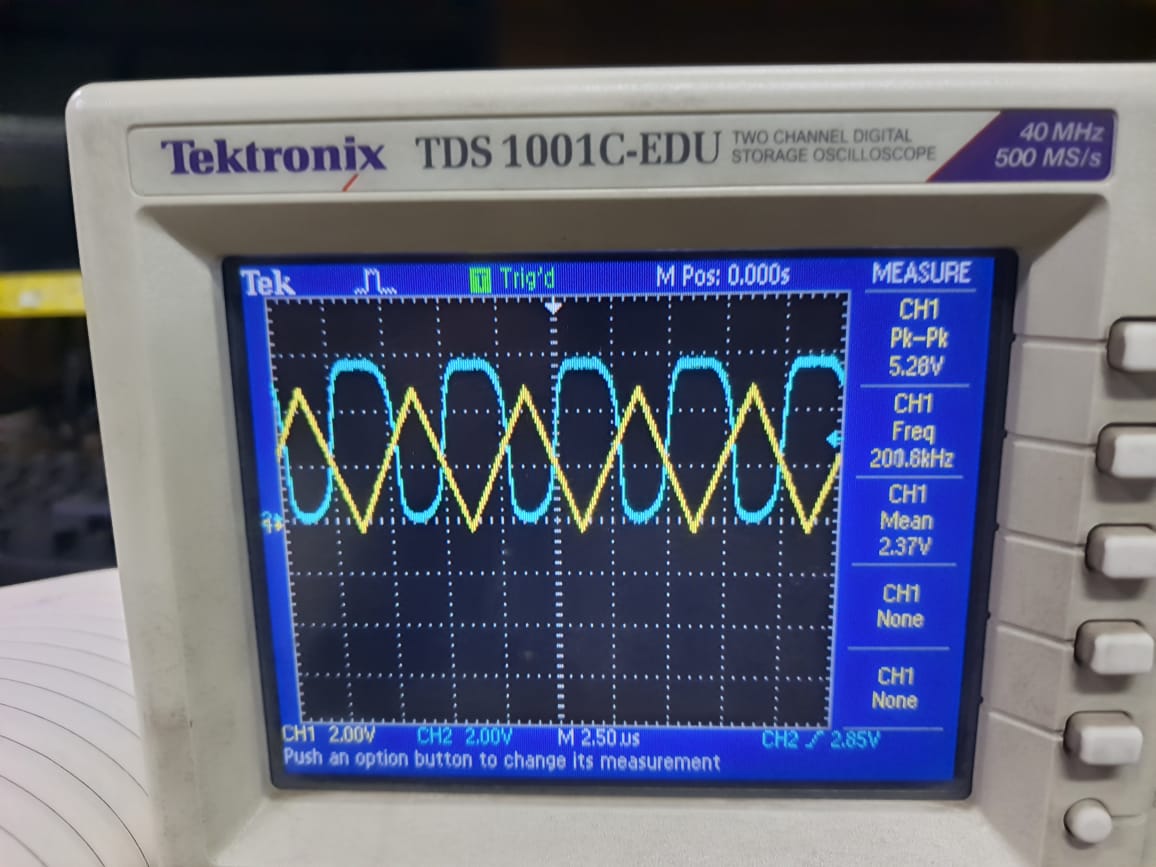 Tektronix TDS 1001C-EDU TWO CHANNEL DIGITAL STORAGE OSCILLOSCOPE
40 MHz
500 MS/s
Tek T Trig'd M Pos: 0.000s MEASURE
CH1
Pk-Pk
5.28V
CH1
Freq
200.6kHz
CH1
Mean
2.37V
CH1
None
CH1
None
CH1 2.00V CH2 2.00V M 2.50us CH2 2.85V
Push an option button to change its measurement